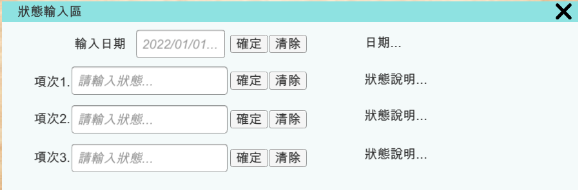 狀態輸入區
輸入日期 2022/01/01... 確定 清除 日期...
項次1. 請輸入狀態... 確定 清除 狀態說明...
項次2. 請輸入狀態... 確定 清除 狀態說明...
項次3. 請輸入狀態... 確定 清除 狀態說明...